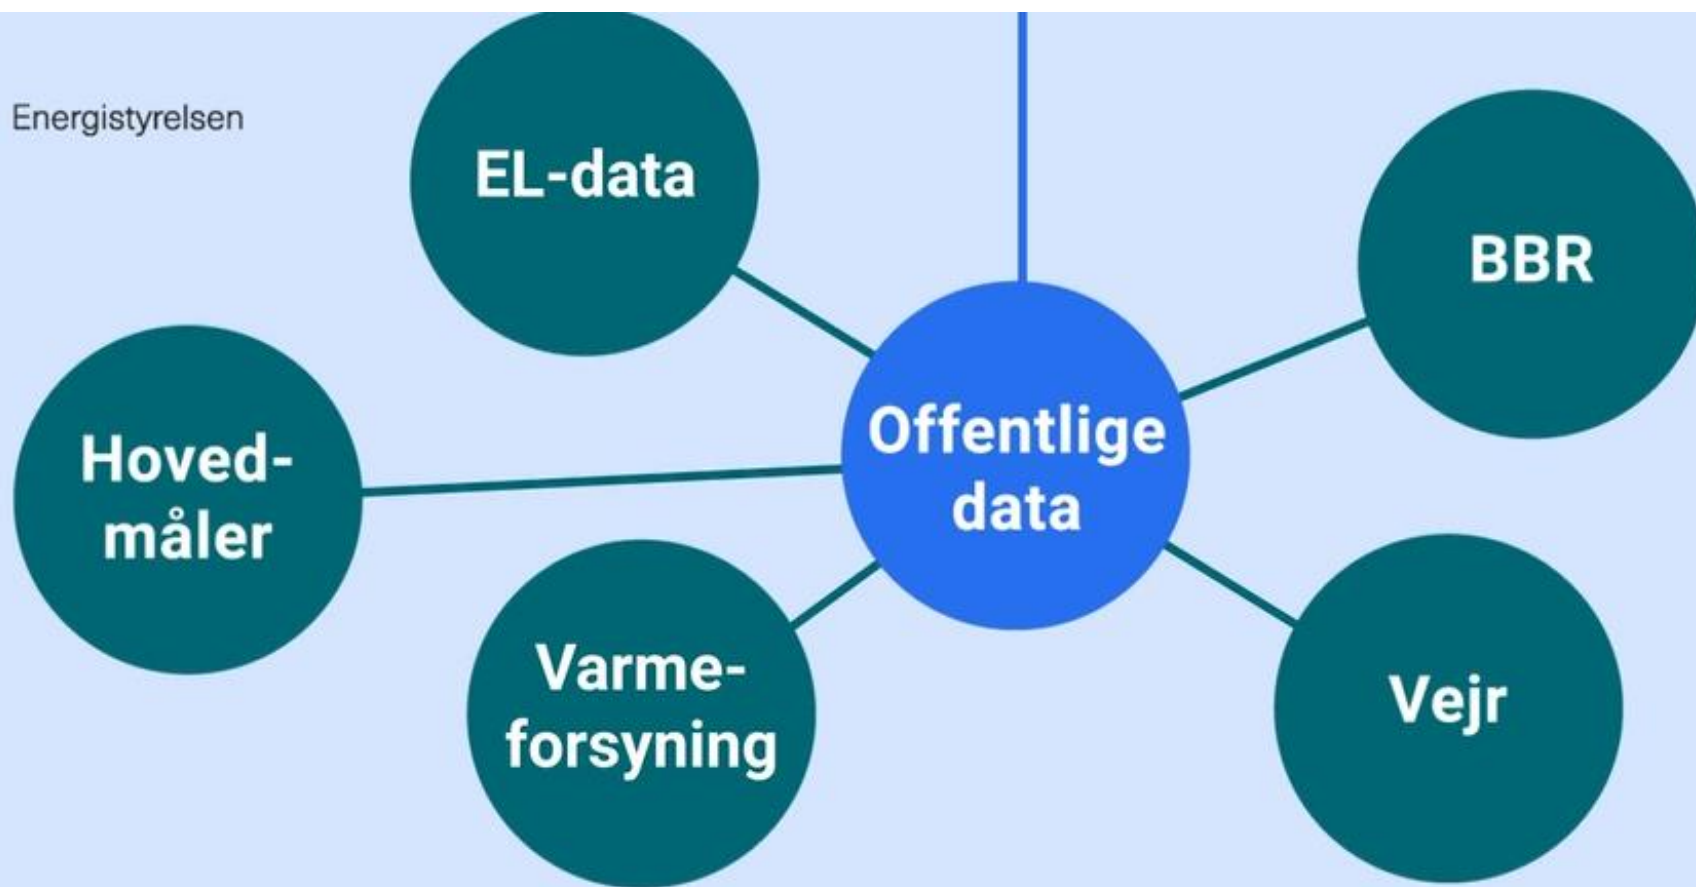 Energistyrelsen
EL-data
BBR
Hoved-
måler
Offentlige
data
Varme-
forsyning
Vejr